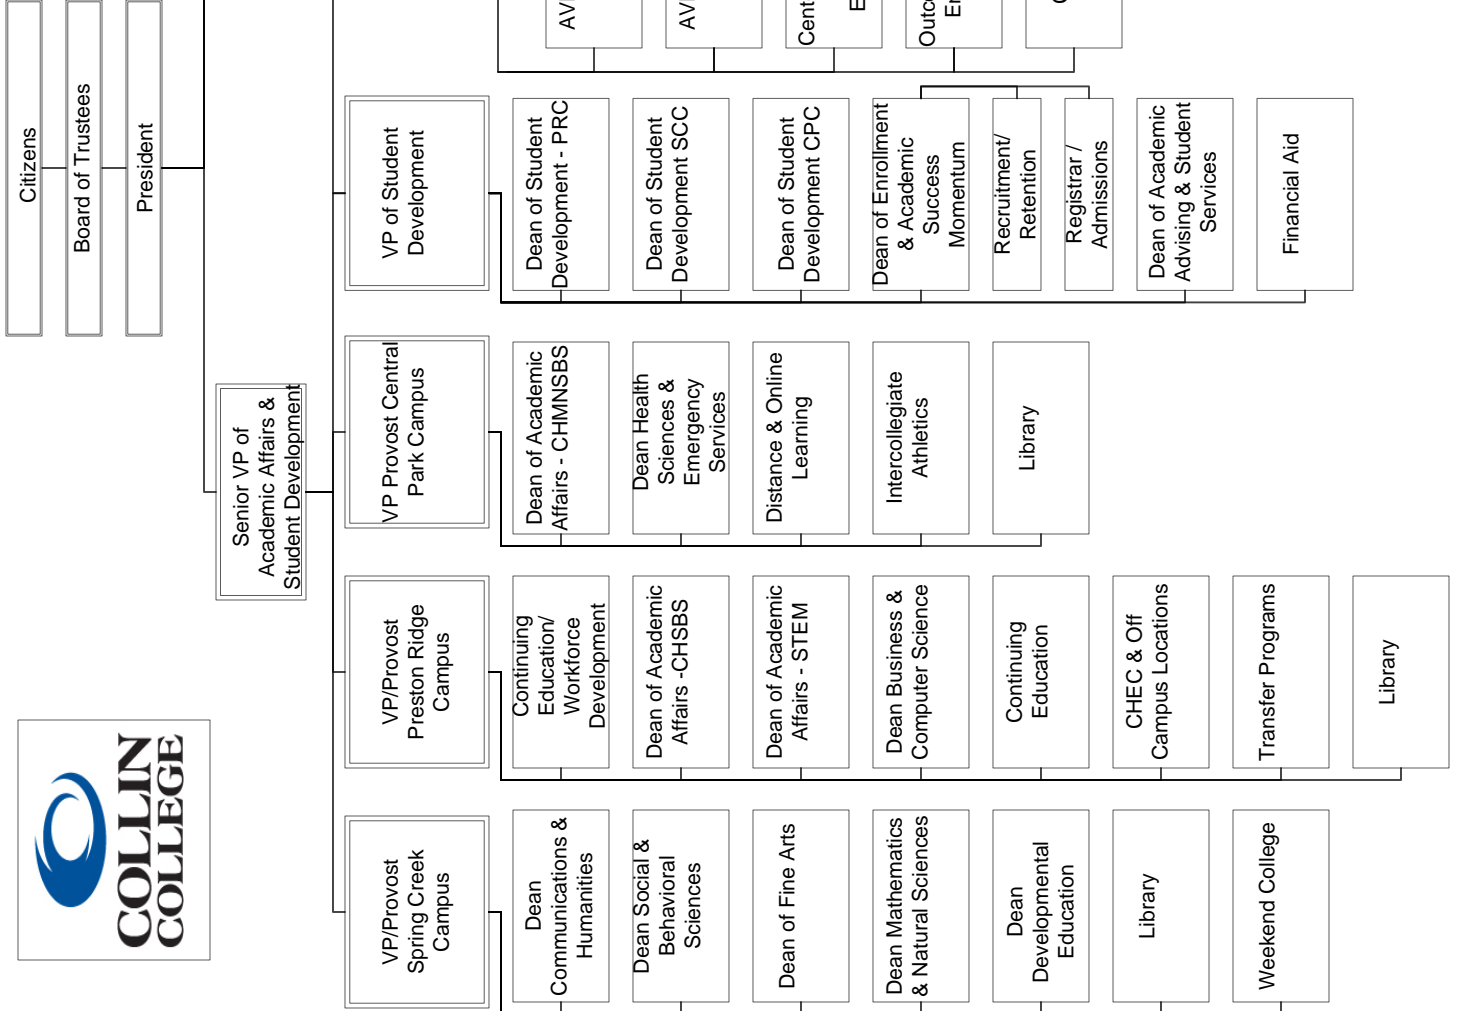 COLLIN
COLLEGE
Citizens
Board of Trustees
President
Senior VP of
Academic Affairs &
Student Development
VP/Provost
Spring Creek
Campus
Dean
Communications &
Humanities
Dean Social &
Behavioral
Sciences
Dean of Fine Arts
Dean Mathematics
& Natural Sciences
Dean
Developmental
Education
Library
Weekend College
VP/Provost
Preston Ridge
Campus
Continuing
Education/
Workforce
Development
Dean of Academic
Affairs -CHSBS
Dean of Academic
Affairs - STEM
Dean Business &
Computer Science
Continuing
Education
CHEC & Off
Campus Locations
Transfer Programs
Library
VP Provost Central
Park Campus
Dean of Academic
Affairs - CHMNSBS
Dean Health
Sciences &
Emergency
Services
Distance & Online
Learning
Intercollegiate
Athletics
Library
VP of Student
Development
Dean of Student
Development - PRC
Dean of Student
Development SCC
Dean of Student
Development CPC
Dean of Enrollment
& Academic
Success
Momentum
Recruitment/
Retention
Registrar /
Admissions
Dean of Academic
Advising & Student
Services
Financial Aid